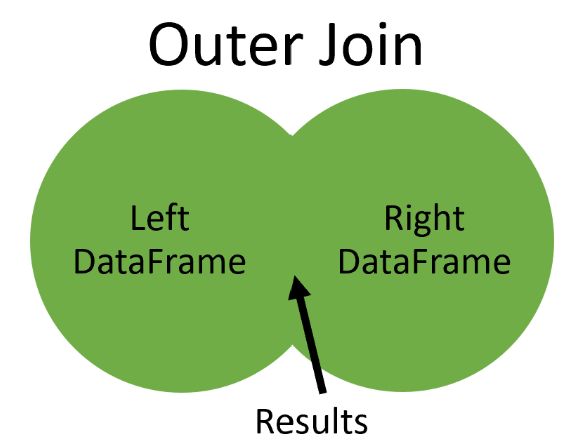 Outer Join
Left
DataFrame
Right
DataFrame
Results